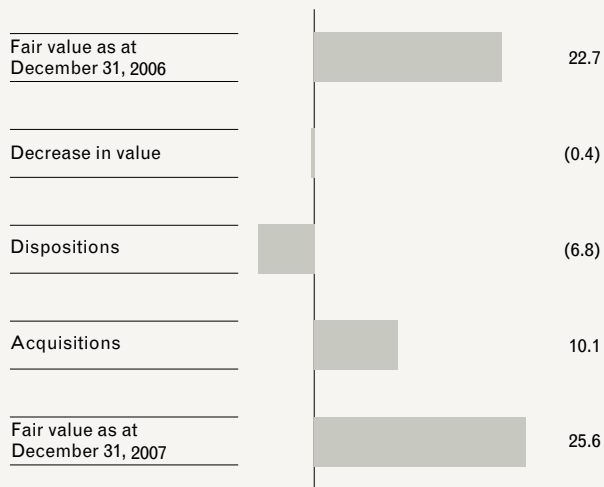 Fair value as at
December 31, 2006
22.7
Decrease in value
(0.4)
Dispositions
(6.8)
Acquisitions
10.1
Fair value as at
December 31, 2007
25.6